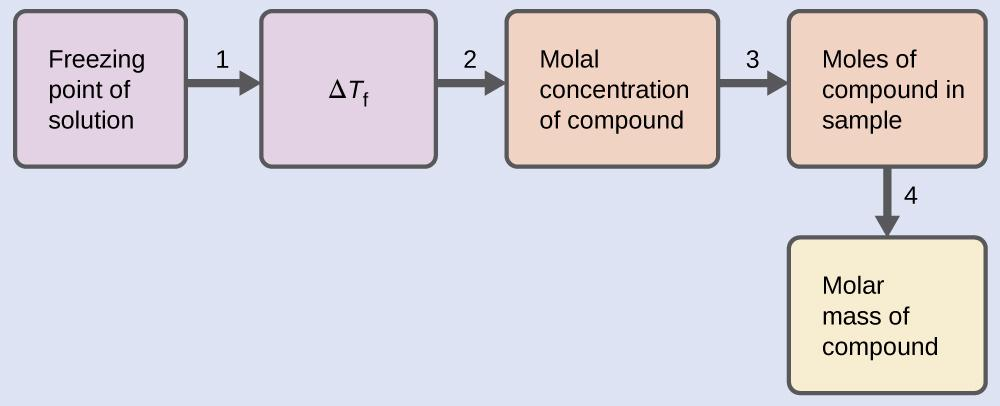 Freezing
point of
solution
1
ΔTf
2
Molal
concentration
of compound
3
Moles of
compound in
sample
4
Molar
mass of
compound